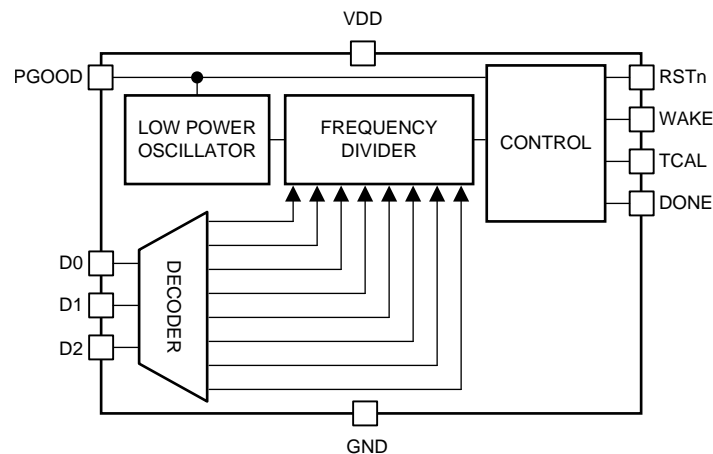 VDD
PGOOD
RSTn
LOW POWER
OSCILLATOR
FREQUENCY
DIVIDER
CONTROL
WAKE
TCAL
DONE
D0
D1
D2
DECODER
GND